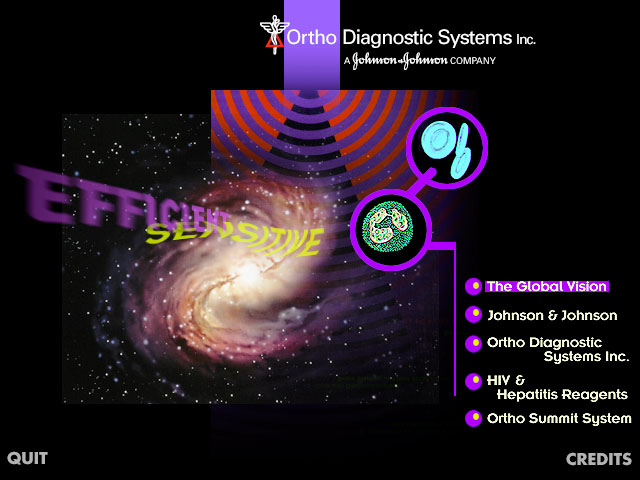 Ortho Diagnostic Systems Inc.
A Johnson & Johnson COMPANY
EFFICIENT
SENSITIVE
The Global Vision
Johnson & Johnson
Ortho Diagnostic
Systems Inc.
HIV &
Hepatitis Reagents
Ortho Summit System
QUIT
CREDITS